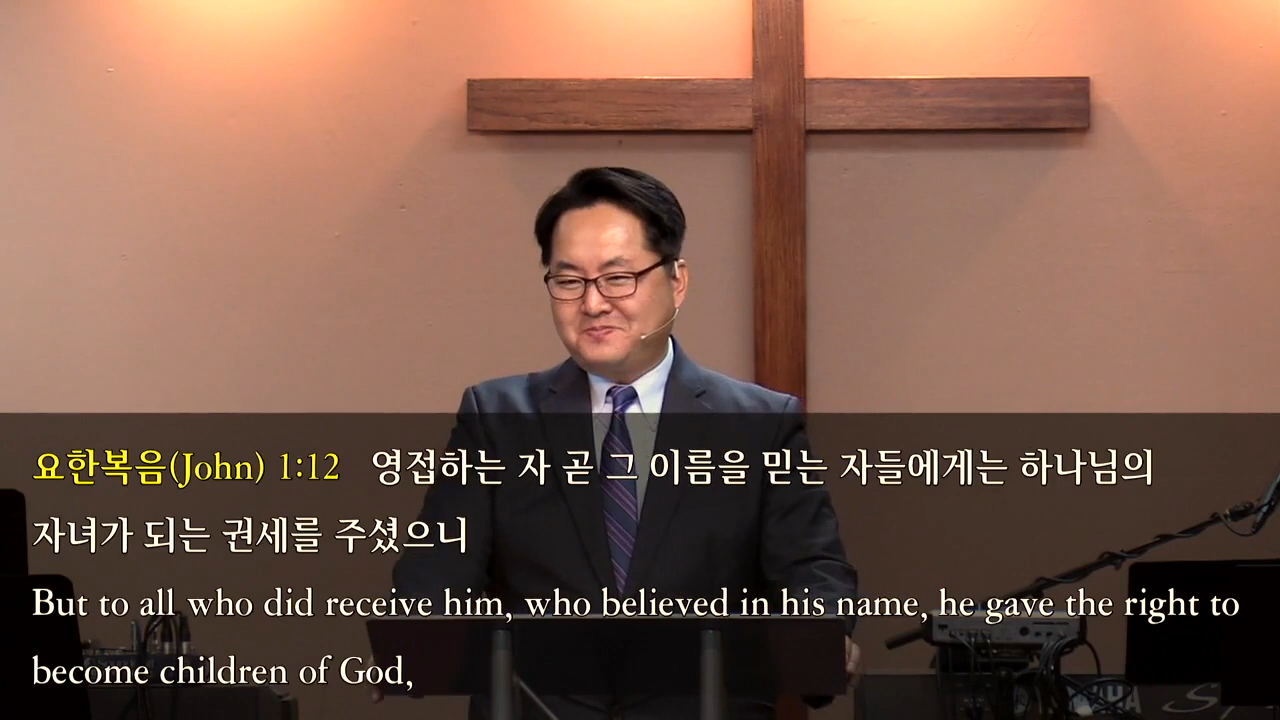 요한복음(John) 1:12 영접하는 자 곧 그 이름을 믿는 자들에게는 하나님의
자녀가 되는 권세를 주셨으니
But to all who did receive him, who believed in his name, he gave the right to
become children of God,